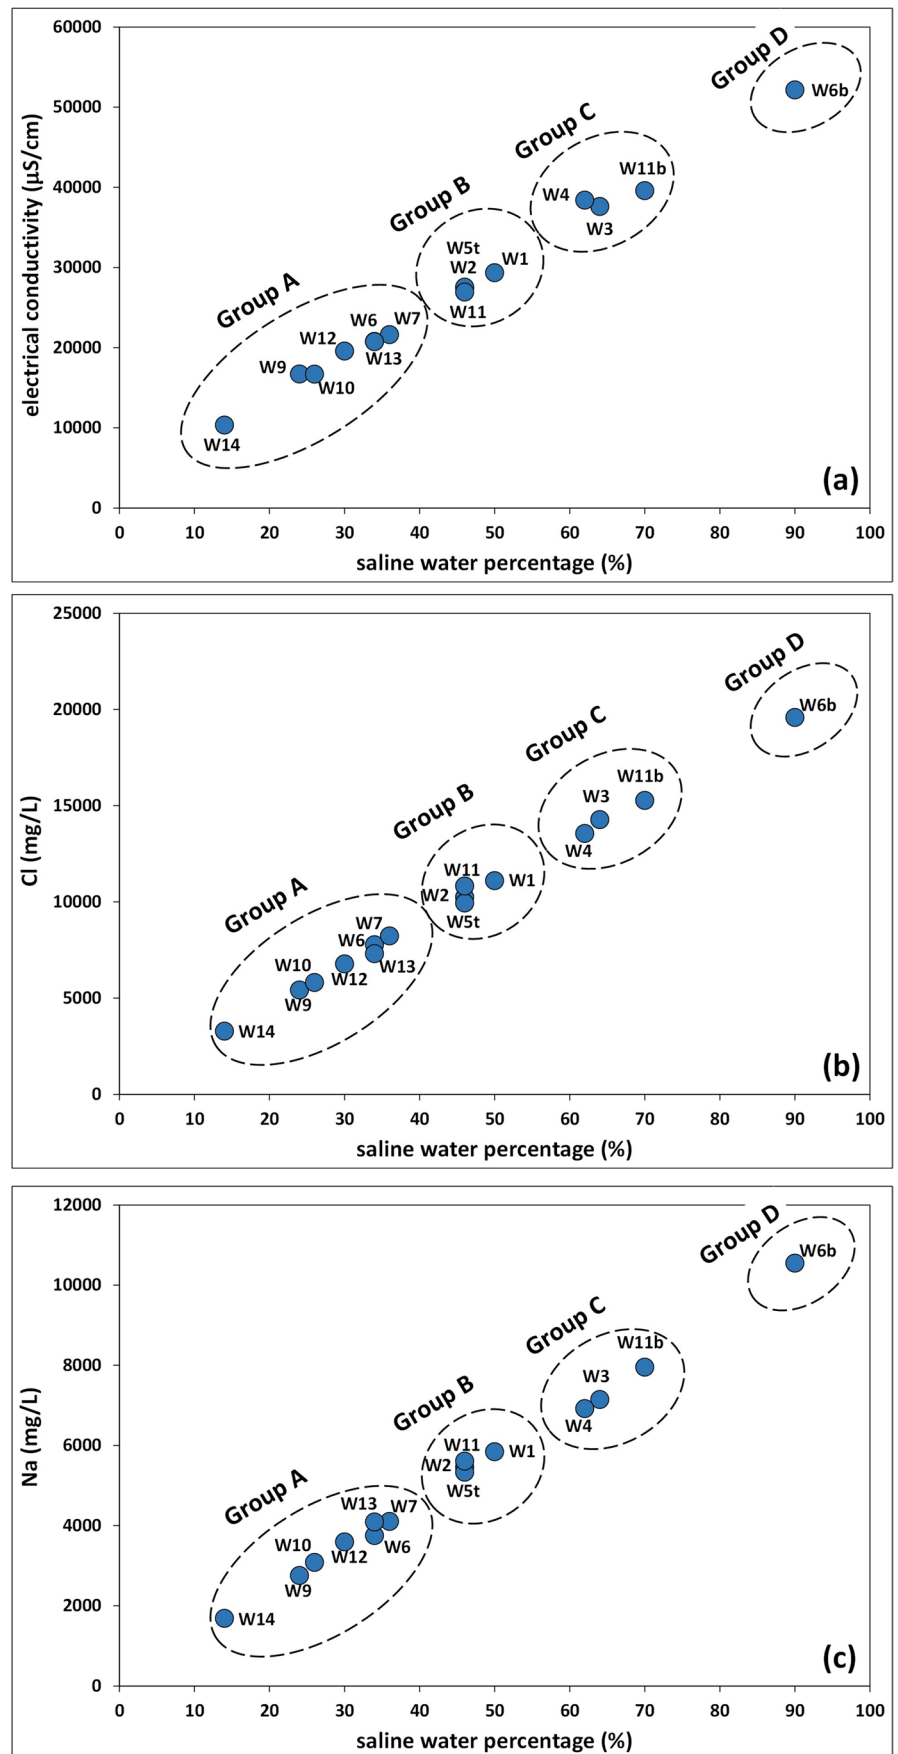 60000
50000
40000
30000
20000
10000
0
electrical conductivity (µS/cm)
Group D
W6b
Group C
W11b
W4
W3
Group B
W5t
W2
W1
W11
Group A
W6
W7
W12
W13
W9
W10
W14
(a)
0 10 20 30 40 50 60 70 80 90 100
saline water percentage (%)
25000
20000
15000
10000
5000
0
Cl (mg/L)
Group D
W6b
Group C
W11b
W3
W4
Group B
W11
W1
W2
W5t
Group A
W7
W6
W13
W10
W12
W9
W14
(b)
0 10 20 30 40 50 60 70 80 90 100
saline water percentage (%)
12000
10000
8000
6000
4000
2000
0
Na (mg/L)
Group D
W6b
Group C
W11b
W3
W4
Group B
W11
W1
W2
W5t
Group A
W13
W7
W6
W10
W12
W9
W14
(c)
0 10 20 30 40 50 60 70 80 90 100
saline water percentage (%)